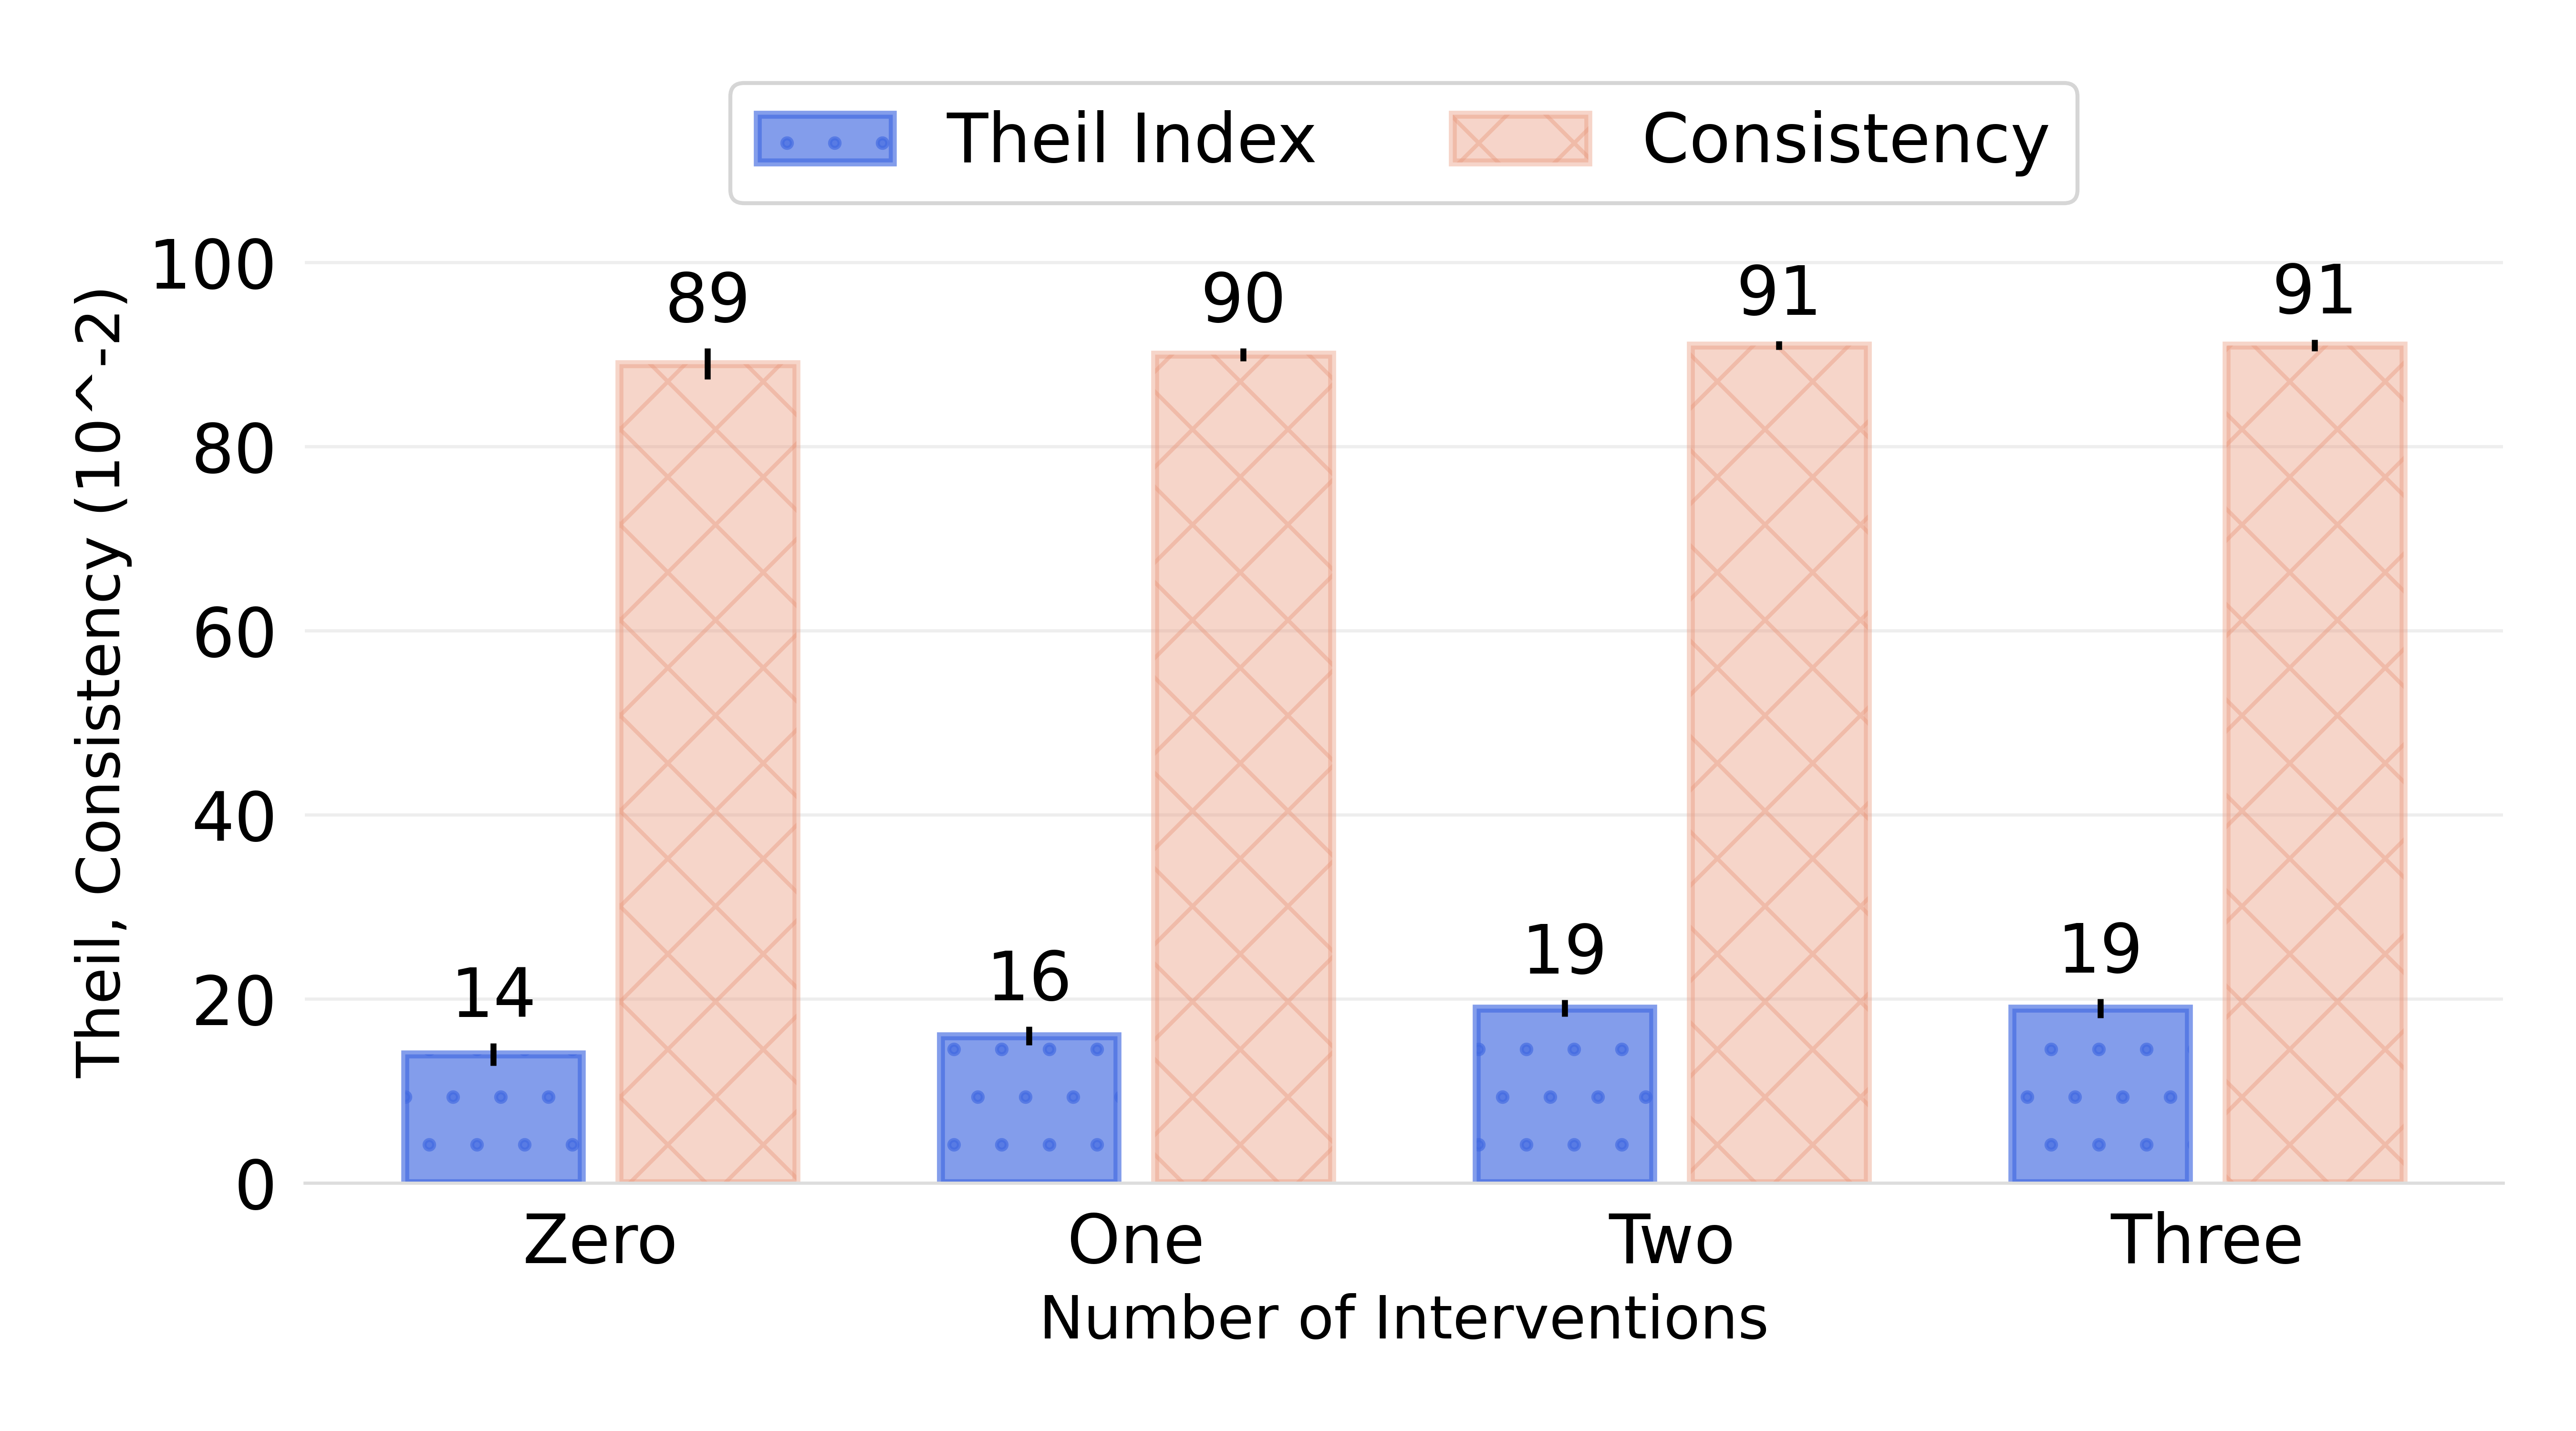 Theil Index
Consistency
Theil, Consistency (10^-2)
100
80
60
40
20
0
14
89
16
90
19
91
19
91
Zero
One
Two
Three
Number of Interventions